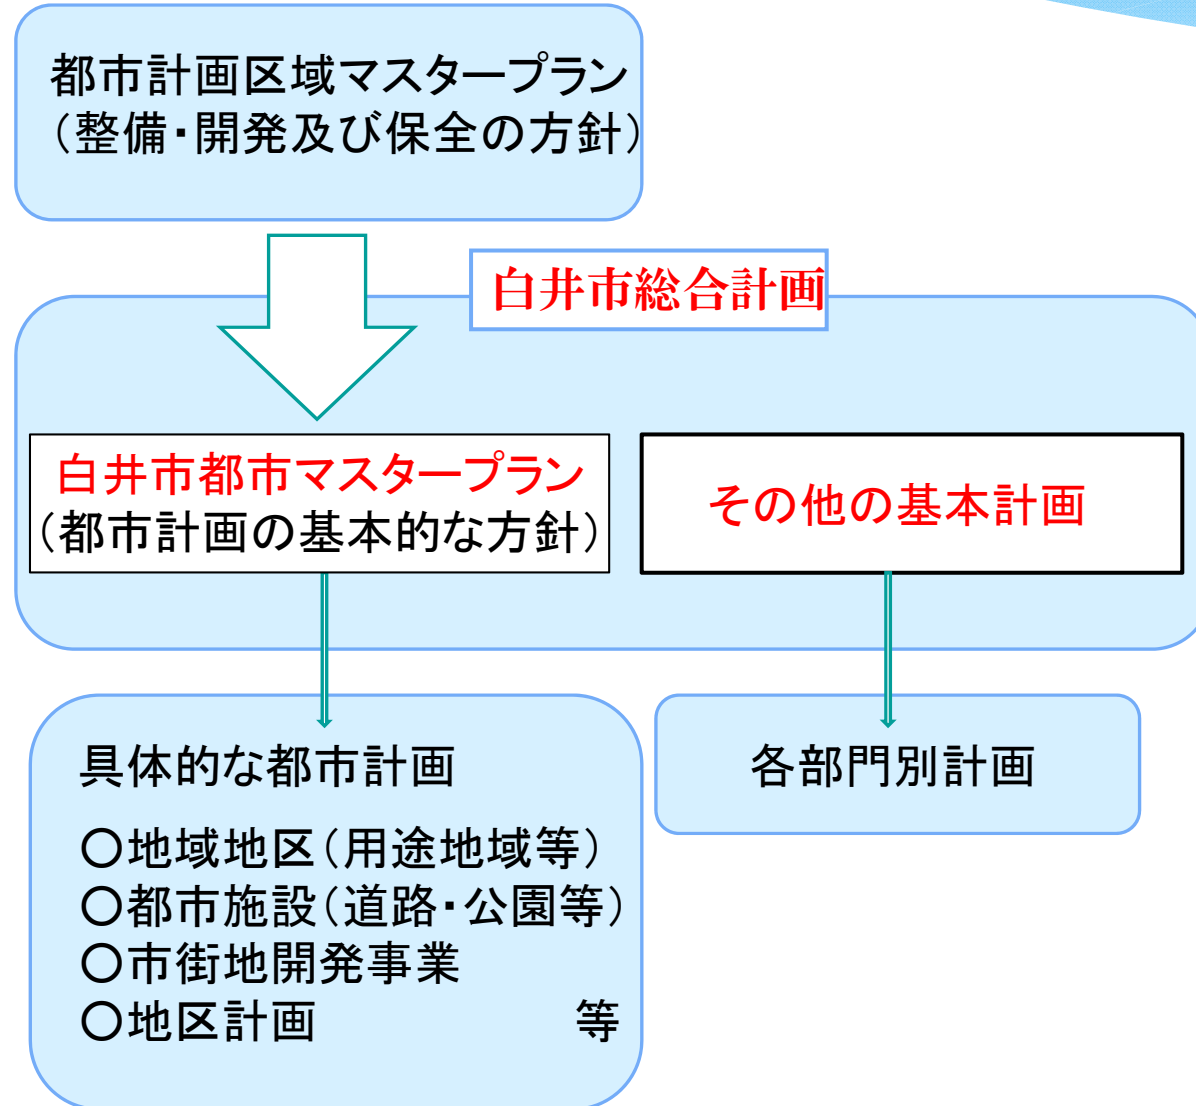 都市計画区域マスタープラン
（整備・開発及び保全の方針）
白井市総合計画
白井市都市マスタープラン
（都市計画の基本的な方針）
その他の基本計画
具体的な都市計画
〇地域地区（用途地域等）
〇都市施設（道路・公園等）
〇市街地開発事業
〇地区計画　　　　　　等
各部門別計画